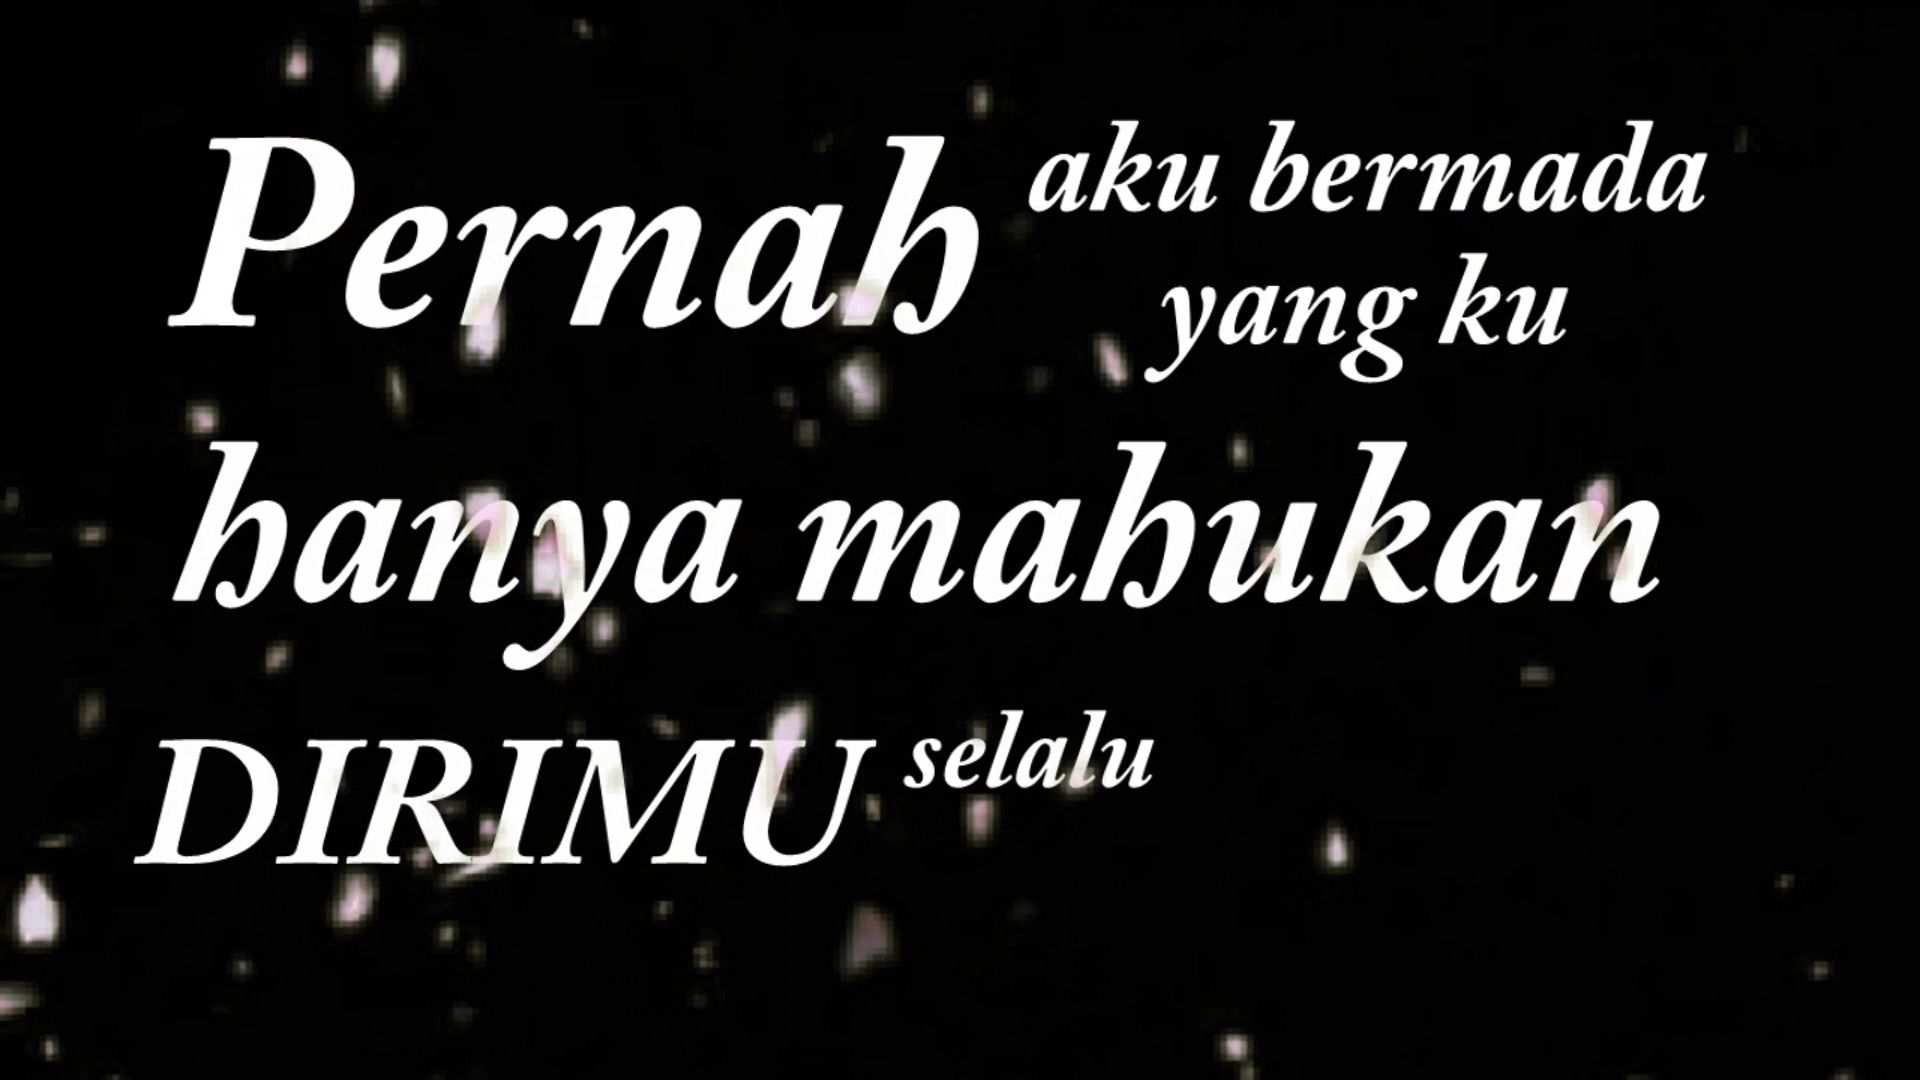 Pernah aku bermada
yang ku
hanya mahukan
DIRIMU selalu